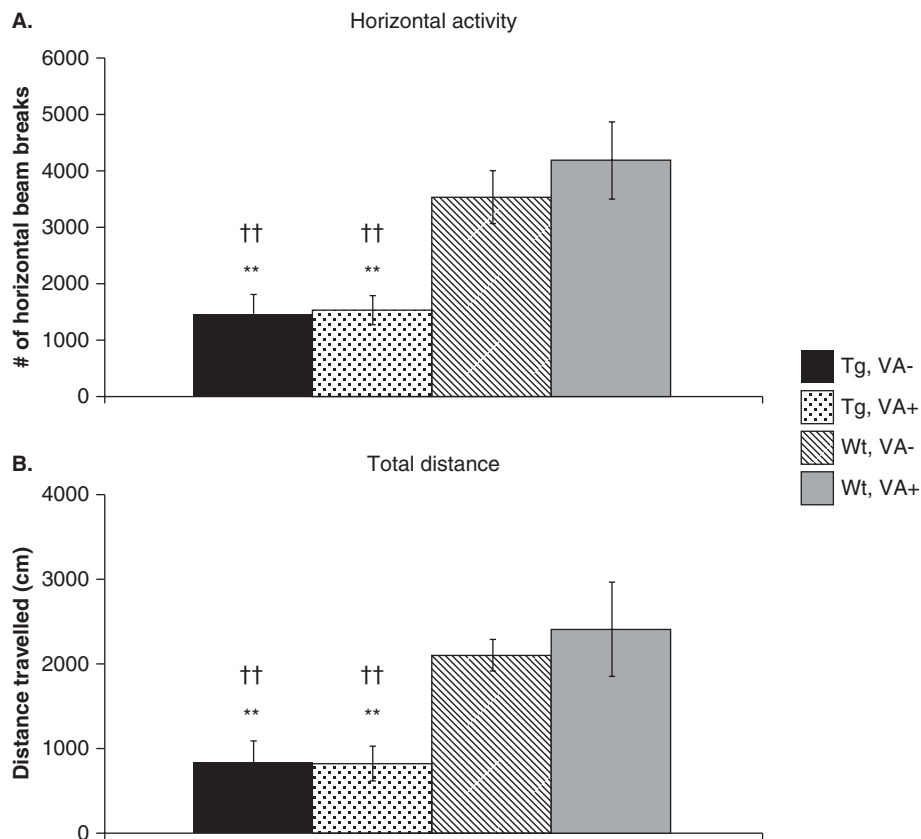 A.
Horizontal activity
# of horizontal beam breaks
6000
5000
4000
3000
2000
1000
0
†† ††
** **
Tg, VA-
Tg, VA+
Wt, VA-
Wt, VA+
B.
Total distance
Distance travelled (cm)
4000
3000
2000
1000
0
†† ††
** **